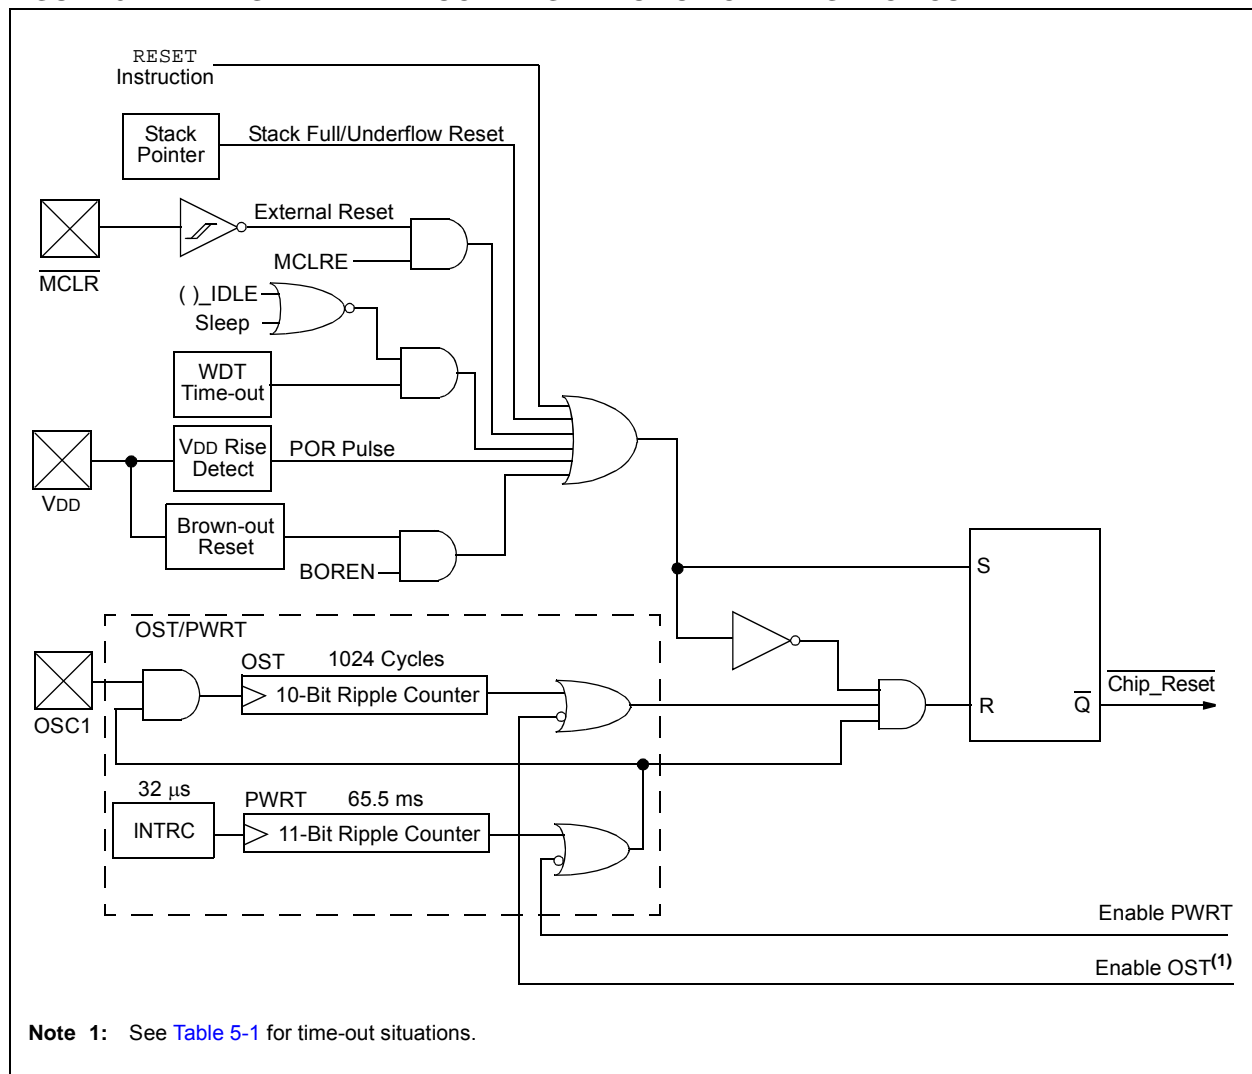 RESET
Instruction
Stack
Pointer
Stack Full/Underflow Reset
External Reset
MCLRE
MCLR
( )_IDLE
Sleep
WDT
Time-out
VDD Rise
Detect
POR Pulse
VDD
Brown-out
Reset
BOREN
S
OST/PWRT
OST
1024 Cycles
10-Bit Ripple Counter
OSC1
R
Q
Chip_Reset
32 μs
INTRC
PWRT
65.5 ms
11-Bit Ripple Counter
Enable PWRT
Enable OST(1)
Note 1: See Table 5-1 for time-out situations.